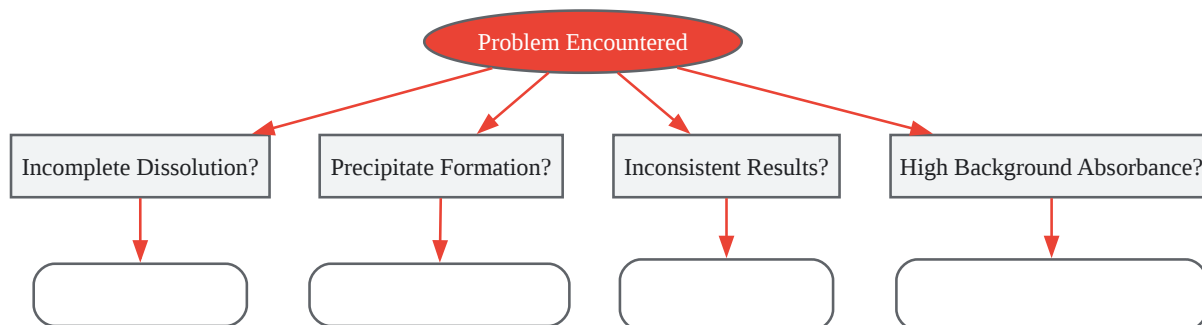 Problem Encountered
Incomplete Dissolution?
Precipitate Formation?
Inconsistent Results?
High Background Absorbance?